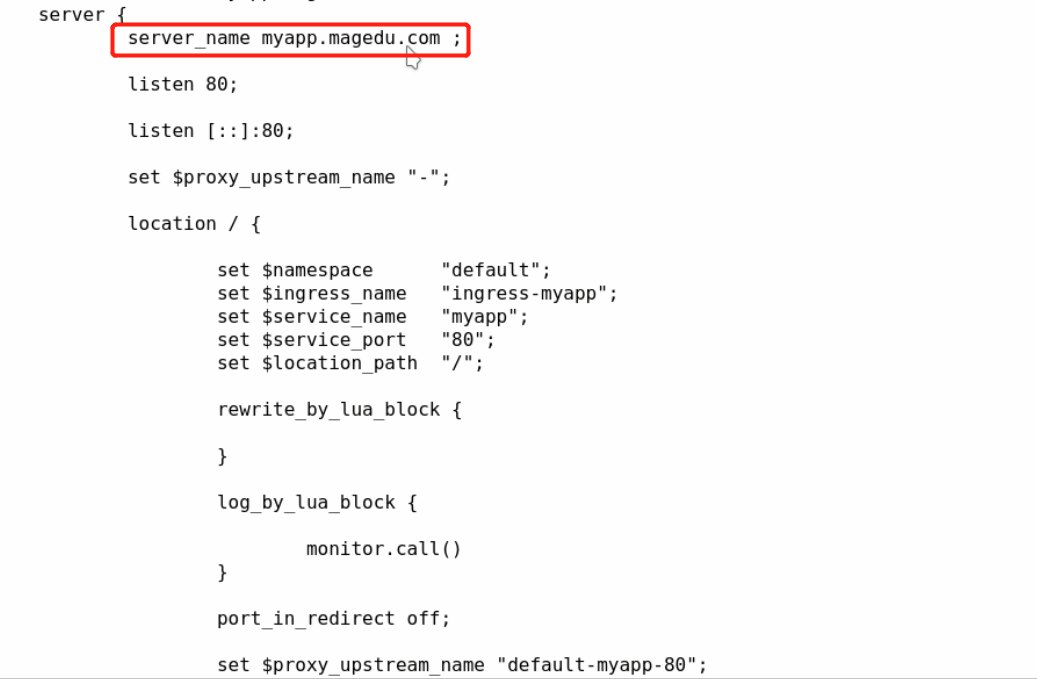 server {
server_name myapp.magedu.com ;
listen 80;
listen [::]:80;
set $proxy_upstream_name "-";
location / {
set $namespace "default";
set $ingress_name "ingress-myapp";
set $service_name "myapp";
set $service_port "80";
set $location_path "/";
rewrite_by_lua_block {
}
log_by_lua_block {
monitor.call()
}
port_in_redirect off;
set $proxy_upstream_name "default-myapp-80";